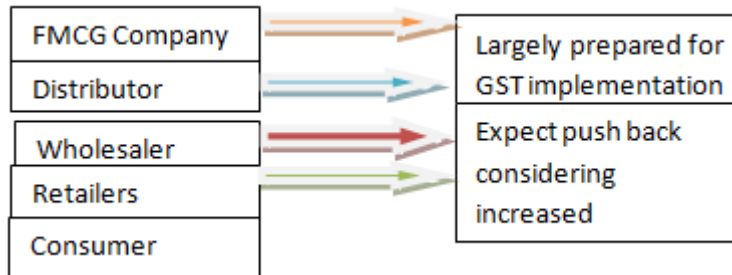 FMCG Company
Distributor
Wholesaler
Retailers
Consumer
Largely prepared for
GST implementation
Expect push back
considering
increased